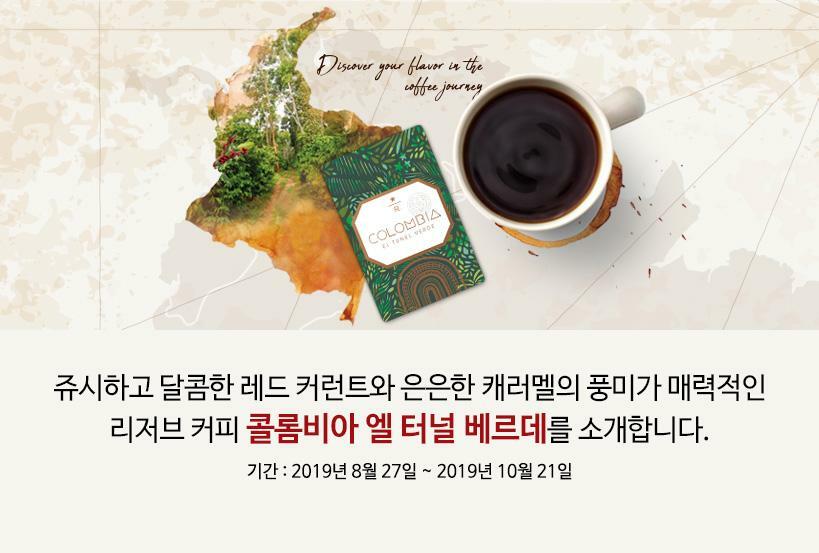 Discover your flavor in the
coffee journey
R
COLOMBIA
EL TUNEL VERDE
쥬시하고 달콤한 레드 커런트와 은은한 캐러멜의 풍미가 매력적인
리저브 커피 콜롬비아 엘 터널 베르데를 소개합니다.
기간 : 2019년 8월 27일 ~ 2019년 10월 21일